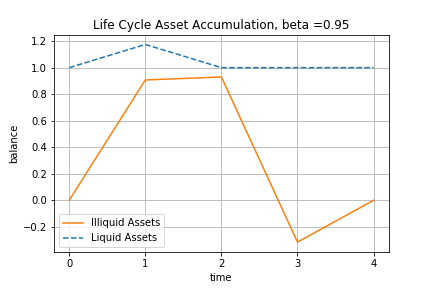 Life Cycle Asset Accumulation, beta =0.95
balance
1.2
1.0
0.8
0.6
0.4
0.2
0.0
−0.2
Illiquid Assets
Liquid Assets
0 1 2 3 4
time